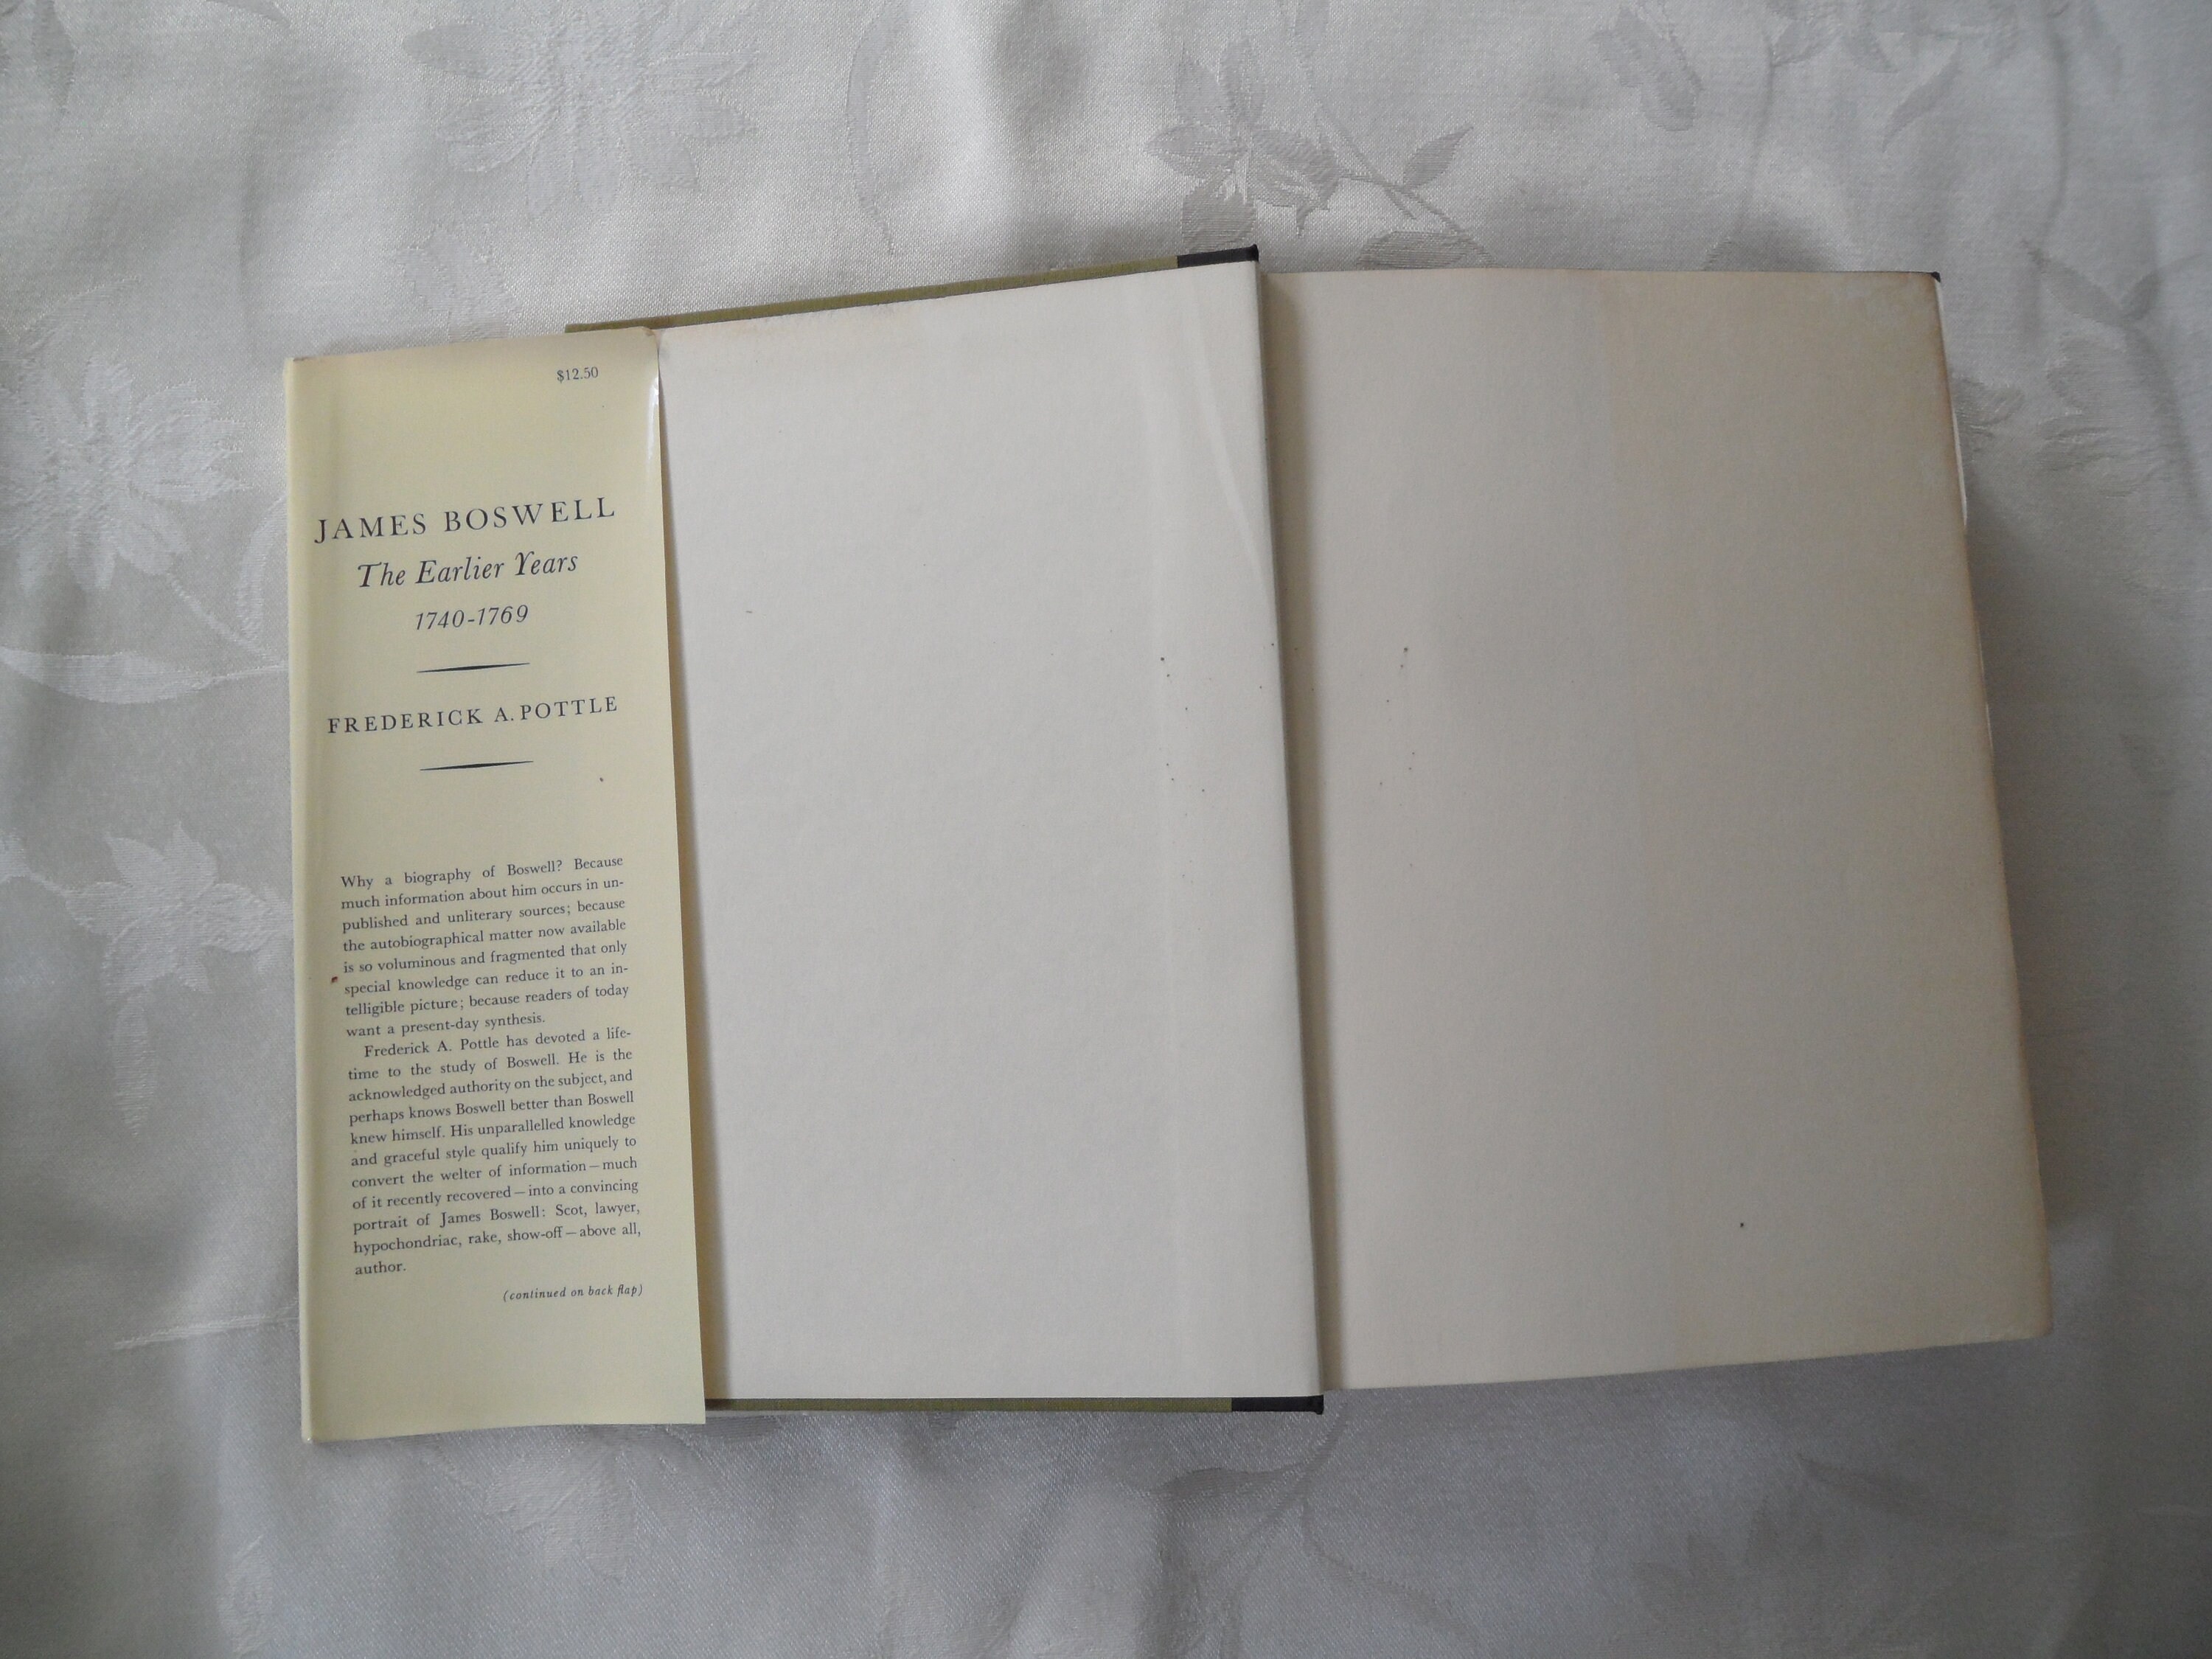 $12.50
JAMES BOSWELL
The Earlier Years
1740-1769
FREDERICK A. POTTLE
Why a biography of Boswell? Because
much information about him occurs in un-
published and unliterary sources; because
the autobiographical matter now available
is so voluminous and fragmented that only
special knowledge can reduce it to an in-
telligible picture; because readers of today
want a present-day synthesis.
Frederick A. Pottle has devoted a life-
time to the study of Boswell. He is the
acknowledged authority on the subject, and
perhaps knows Boswell better than Boswell
knew himself. His unparallelled knowledge
and graceful style qualify him uniquely to
convert the welter of information – much
of it recently recovered – into a convincing
portrait of James Boswell: Scot, lawyer,
hypochondriac, rake, show-off – above all,
author.
(continued on back flap)